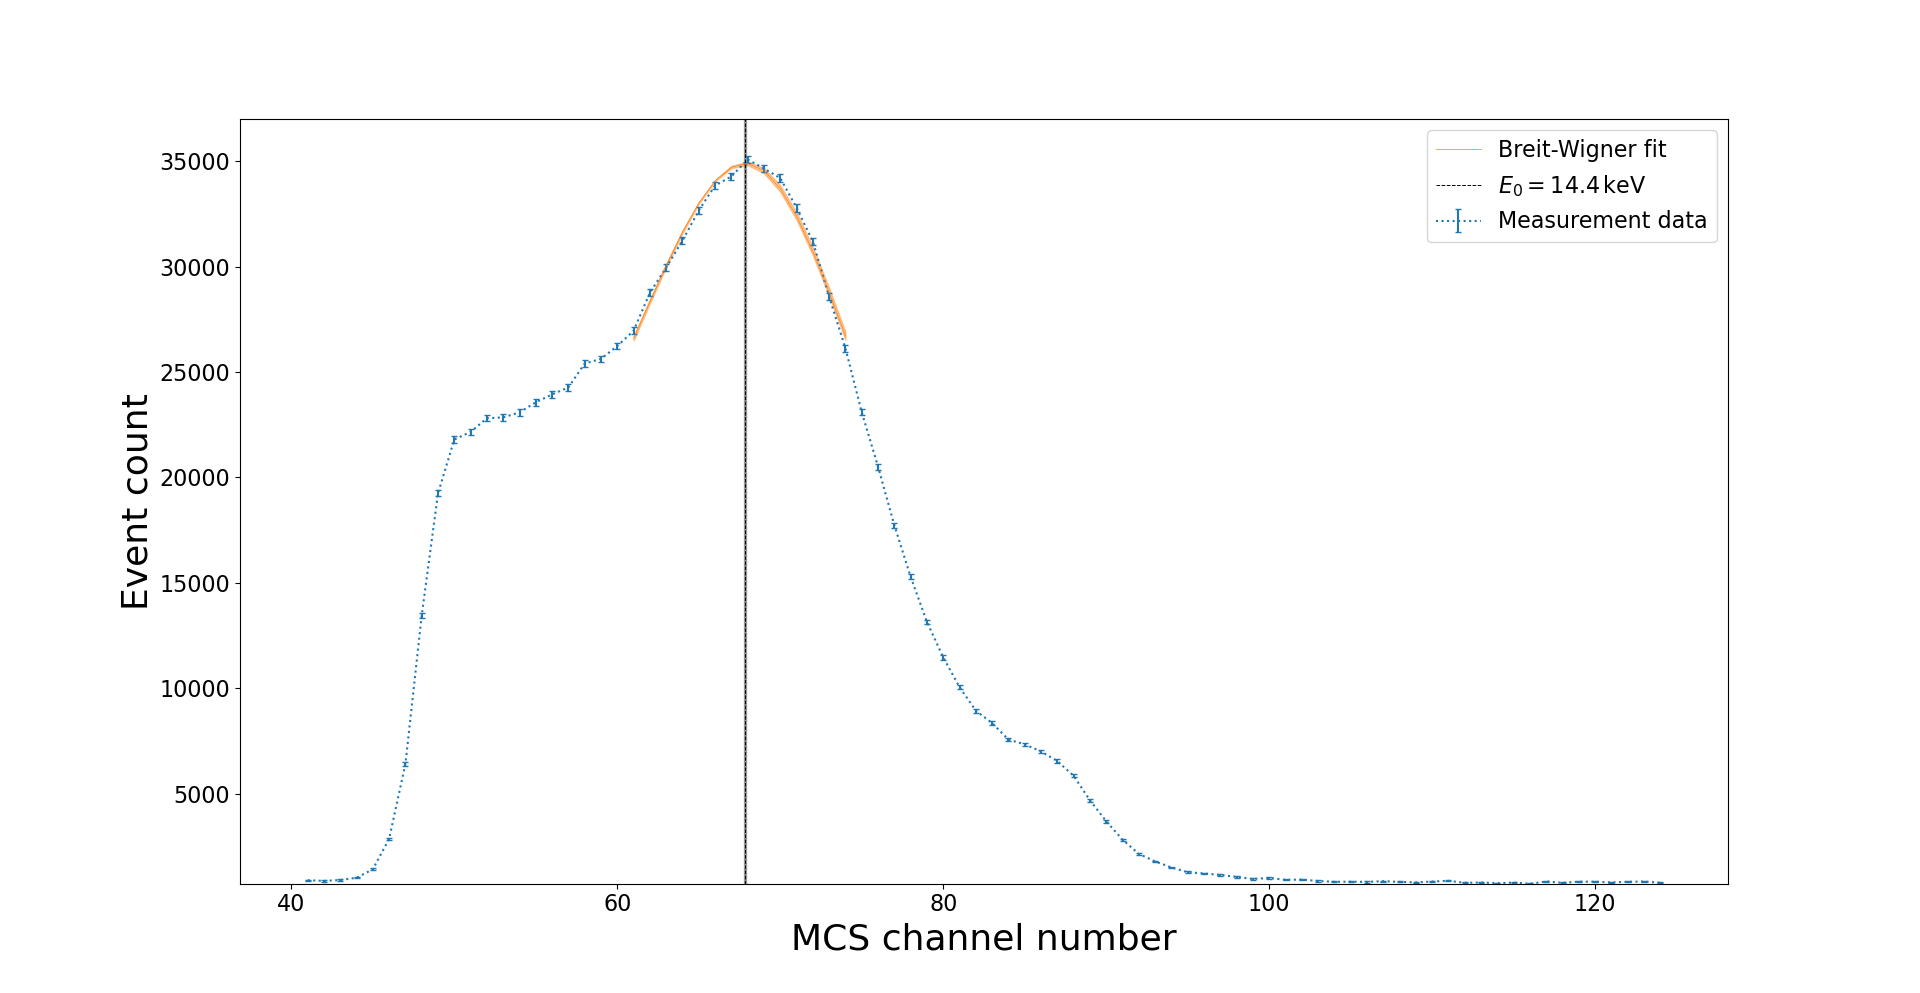 Breit-Wigner fit
E₀ = 14.4 keV
Measurement data
35000
30000
25000
20000
15000
10000
5000
Event count
40 60 80 100 120
MCS channel number